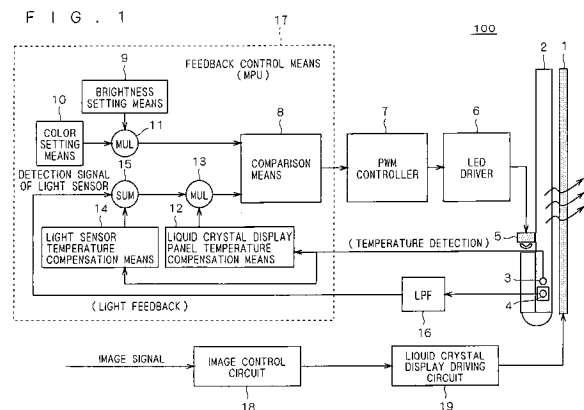 FIG. 1
17
100
2
1
9
FEEDBACK CONTROL MEANS
(MPU)
BRIGHTNESS
SETTING MEANS
10
11
8
7
6
COLOR
SETTING
MEANS
MUL
COMPARISON
MEANS
PWM
CONTROLLER
LED
DRIVER
15
13
DETECTION SIGNAL
OF LIGHT SENSOR
SUM
MUL
14
12
5
LIGHT SENSOR
TEMPERATURE
COMPENSATION MEANS
LIQUID CRYSTAL DISPLAY
PANEL TEMPERATURE
COMPENSATION MEANS
(TEMPERATURE DETECTION)
3
4
(LIGHT FEEDBACK)
LPF
16
IMAGE SIGNAL
IMAGE CONTROL
CIRCUIT
LIQUID CRYSTAL
DISPLAY DRIVING
CIRCUIT
18
19